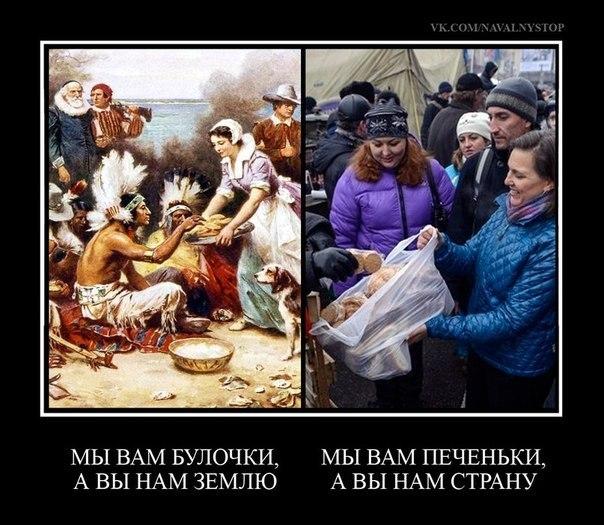 VK.COM/NAVALNYSTOP
МЫ ВАМ БУЛОЧКИ,
А ВЫ НАМ ЗЕМЛЮ
МЫ ВАМ ПЕЧЕНЬКИ,
А ВЫ НАМ СТРАНУ